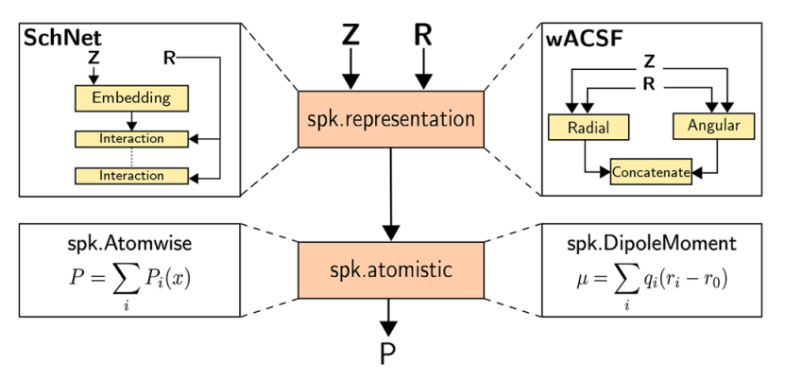 SchNet
Z
R
Embedding
Interaction
Interaction
Z
R
spk.representation
wACSF
Z
R
Radial
Angular
Concatenate
spk.Atomwise
P = ∑_i P_i(x)
spk.atomistic
P
spk.DipoleMoment
μ = ∑_i q_i(r_i − r_0)